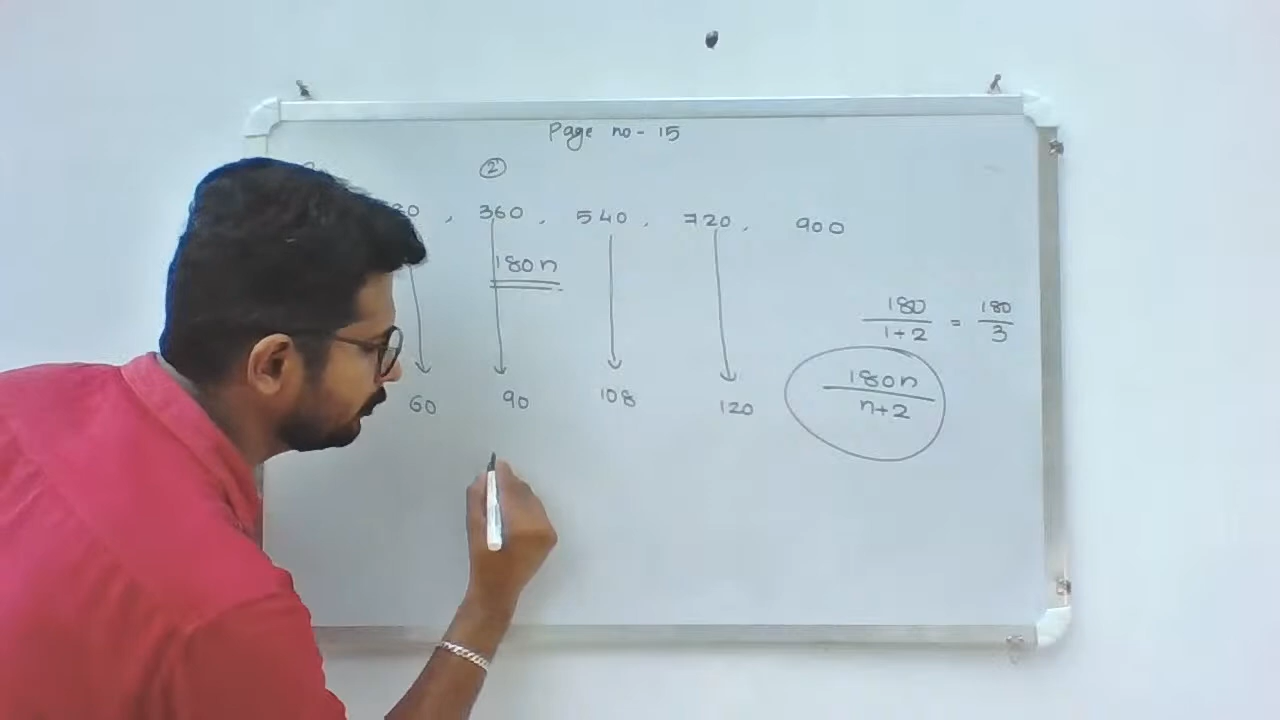 Page no - 15
②
80 , 360 , 540 , 720 , 900
180n
180/1+2 = 180/3
60 90 108 120
180n/n+2